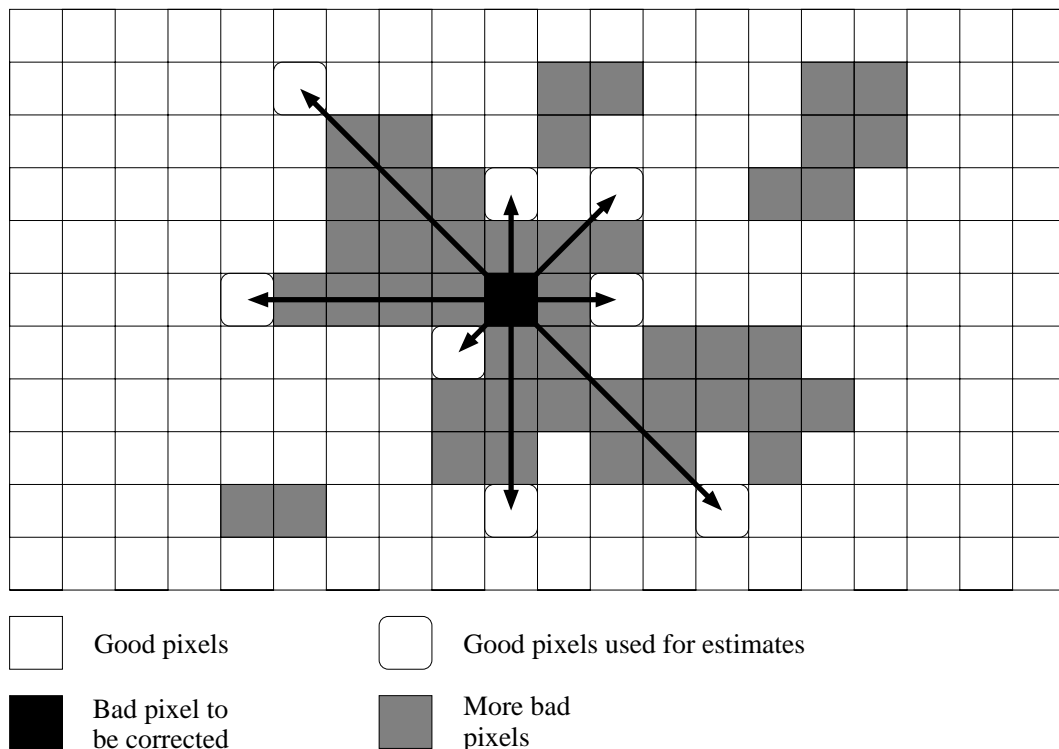 Good pixels
Good pixels used for estimates
Bad pixel to
be corrected
More bad
pixels